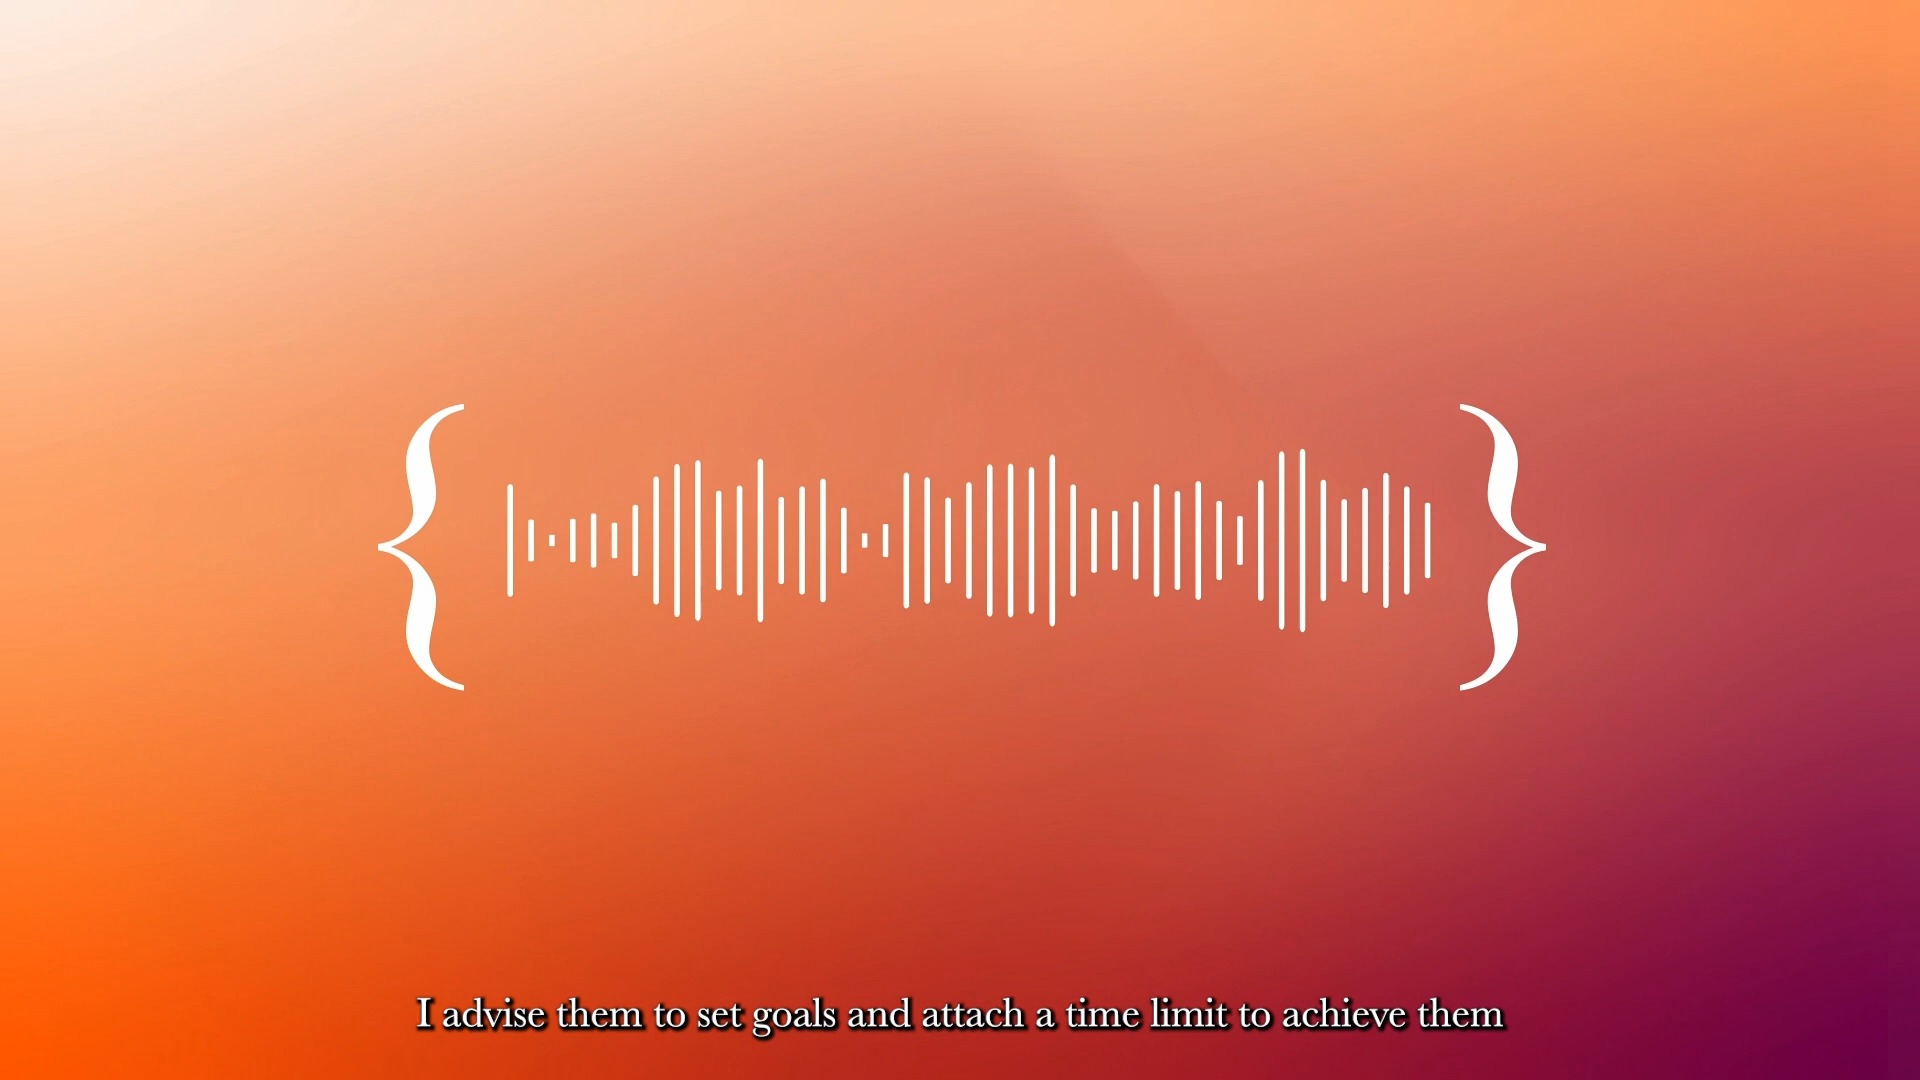 I advise them to set goals and attach a time limit to achieve them